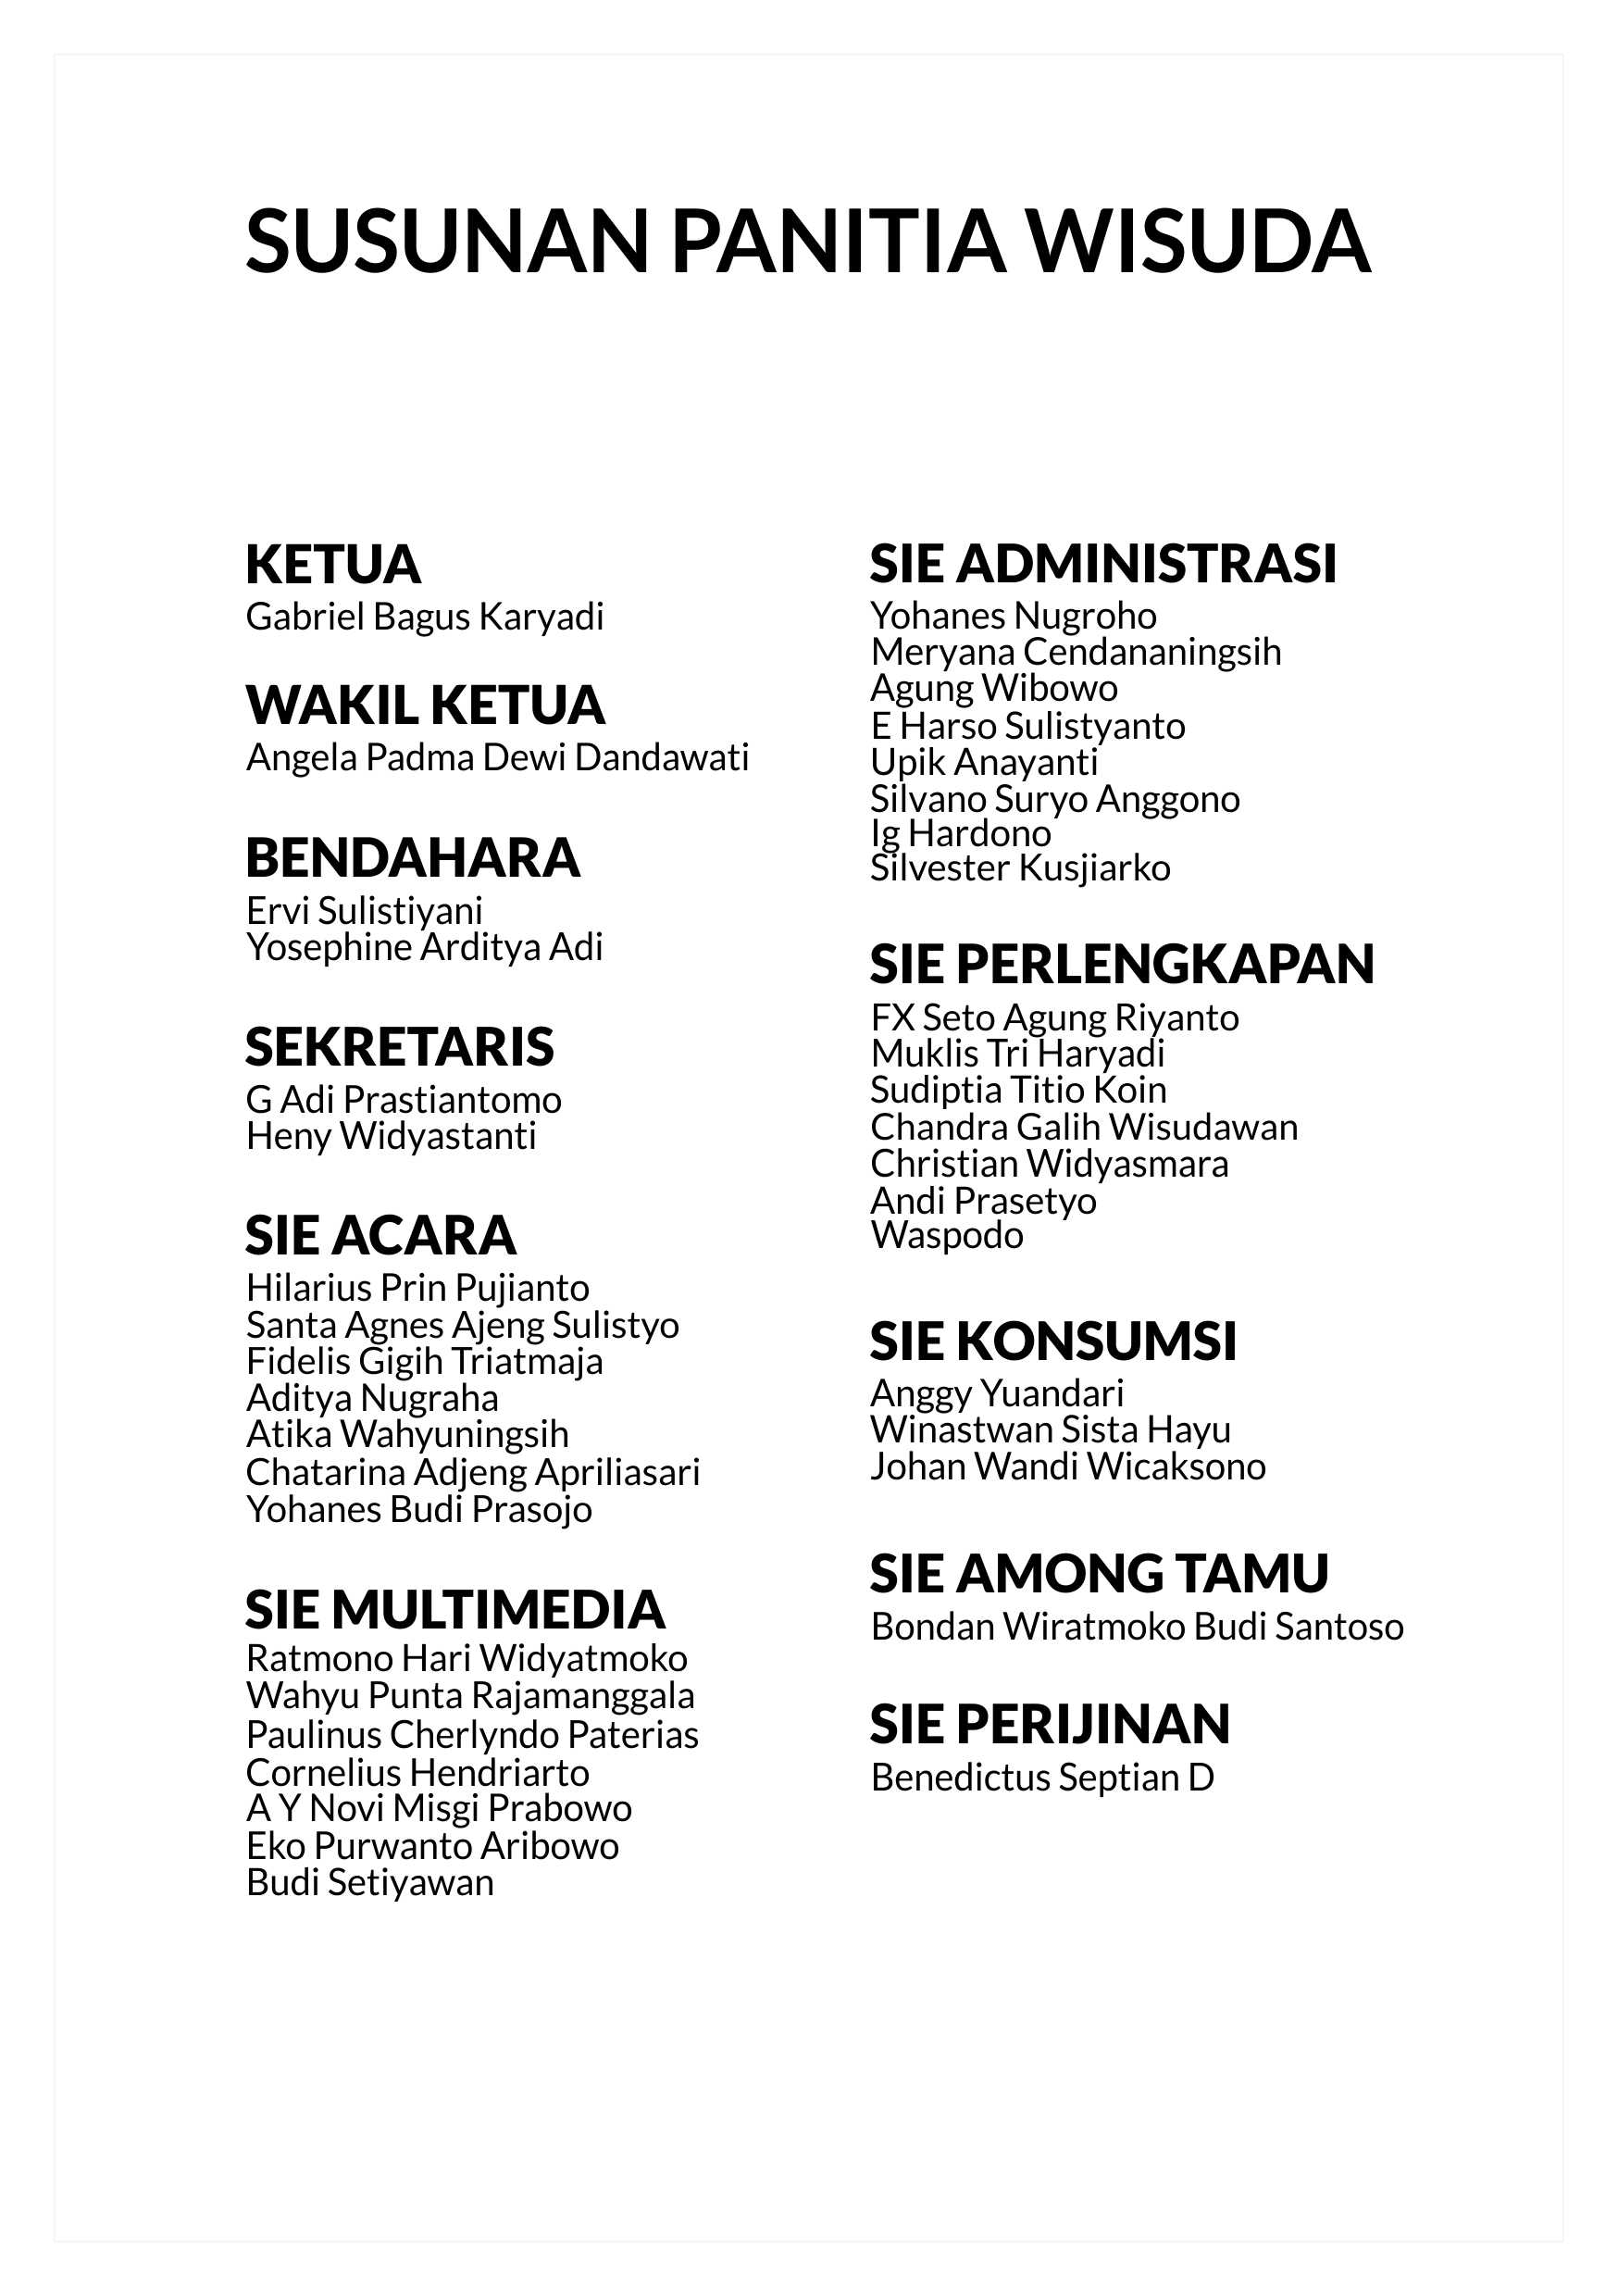 SUSUNAN PANITIA WISUDA
KETUA
Gabriel Bagus Karyadi
WAKIL KETUA
Angela Padma Dewi Dandawati
BENDAHARA
Ervi Sulistiyani
Yosephine Arditya Adi
SEKRETARIS
G Adi Prastiantomo
Heny Widyastanti
SIE ACARA
Hilarius Prin Pujianto
Santa Agnes Ajeng Sulistyo
Fidelis Gigih Triatmaja
Aditya Nugraha
Atika Wahyuningsih
Chatarina Adjeng Apriliasari
Yohanes Budi Prasojo
SIE MULTIMEDIA
Ratmono Hari Widyatmoko
Wahyu Punta Rajamanggala
Paulinus Cherlyndo Paterias
Cornelius Hendriarto
A Y Novi Misgi Prabowo
Eko Purwanto Aribowo
Budi Setiyawan
SIE ADMINISTRASI
Yohanes Nugroho
Meryana Cendananingsih
Agung Wibowo
E Harso Sulistyanto
Upik Anayanti
Silvano Suryo Anggono
Ig Hardono
Silvester Kusjiarko
SIE PERLENGKAPAN
FX Seto Agung Riyanto
Muklis Tri Haryadi
Sudiptia Titio Koin
Chandra Galih Wisudawan
Christian Widyasmara
Andi Prasetyo
Waspodo
SIE KONSUMSI
Anggy Yuandari
Winastwan Sista Hayu
Johan Wandi Wicaksono
SIE AMONG TAMU
Bondan Wiratmoko Budi Santoso
SIE PERIJINAN
Benedictus Septian D